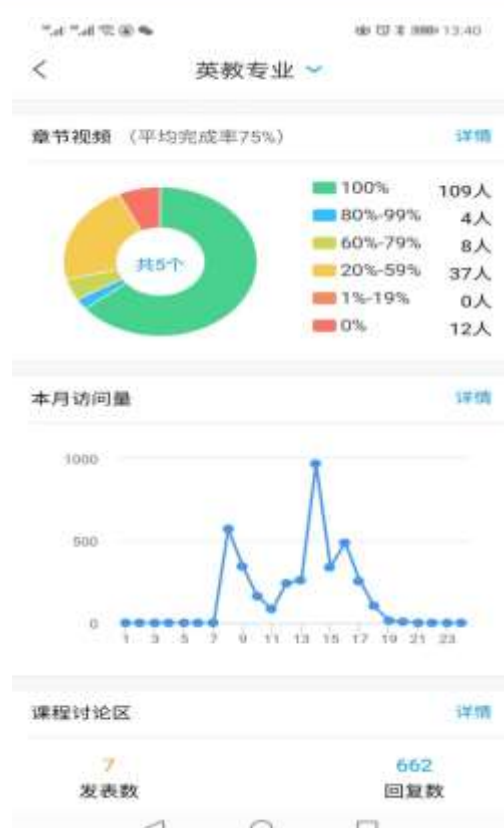 13:40
英教专业
章节视频 （平均完成率75%） 详情
共5个
100% 109人
80%-99% 4人
60%-79% 8人
20%-59% 37人
1%-19% 0人
0% 12人
本月访问量 详情
1000
500
0
1 3 5 7 9 11 13 15 17 19 21 23
课程讨论区 详情
7 662
发表数 回复数